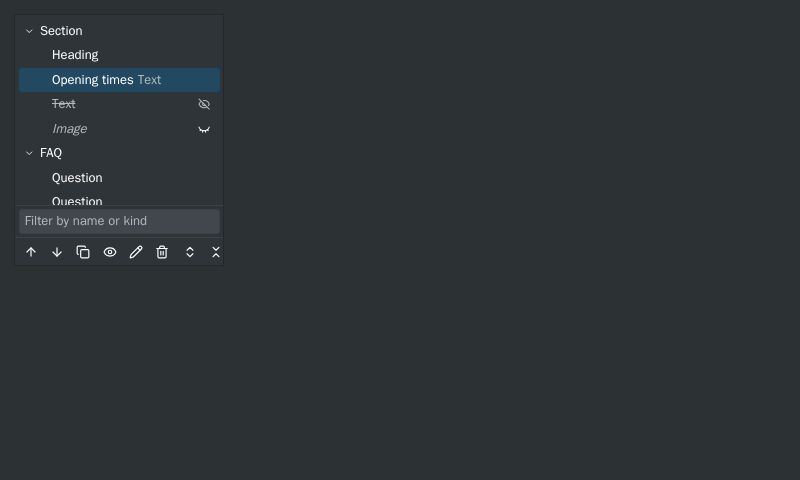 Section
Heading
Opening times Text
Text
Image
FAQ
Question
Question
Filter by name or kind